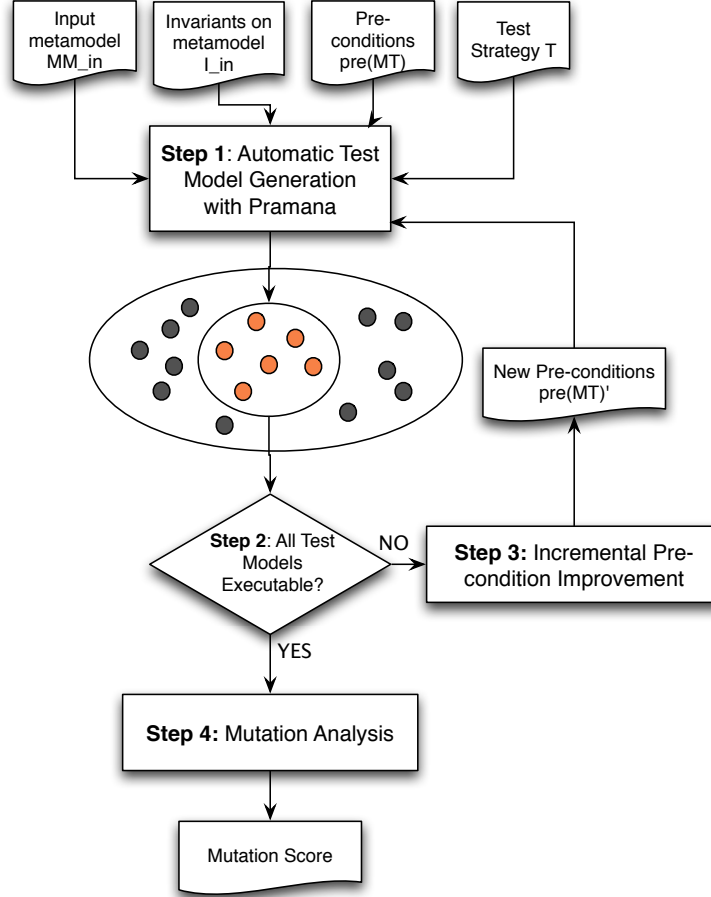 Input
metamodel
MM_in
Invariants on
metamodel
I_in
Pre-
conditions
pre(MT)
Test
Strategy T
Step 1: Automatic Test
Model Generation
with Pramana
New Pre-conditions
pre(MT)'
Step 2: All Test
Models
Executable?
NO
Step 3: Incremental Pre-
condition Improvement
YES
Step 4: Mutation Analysis
Mutation Score